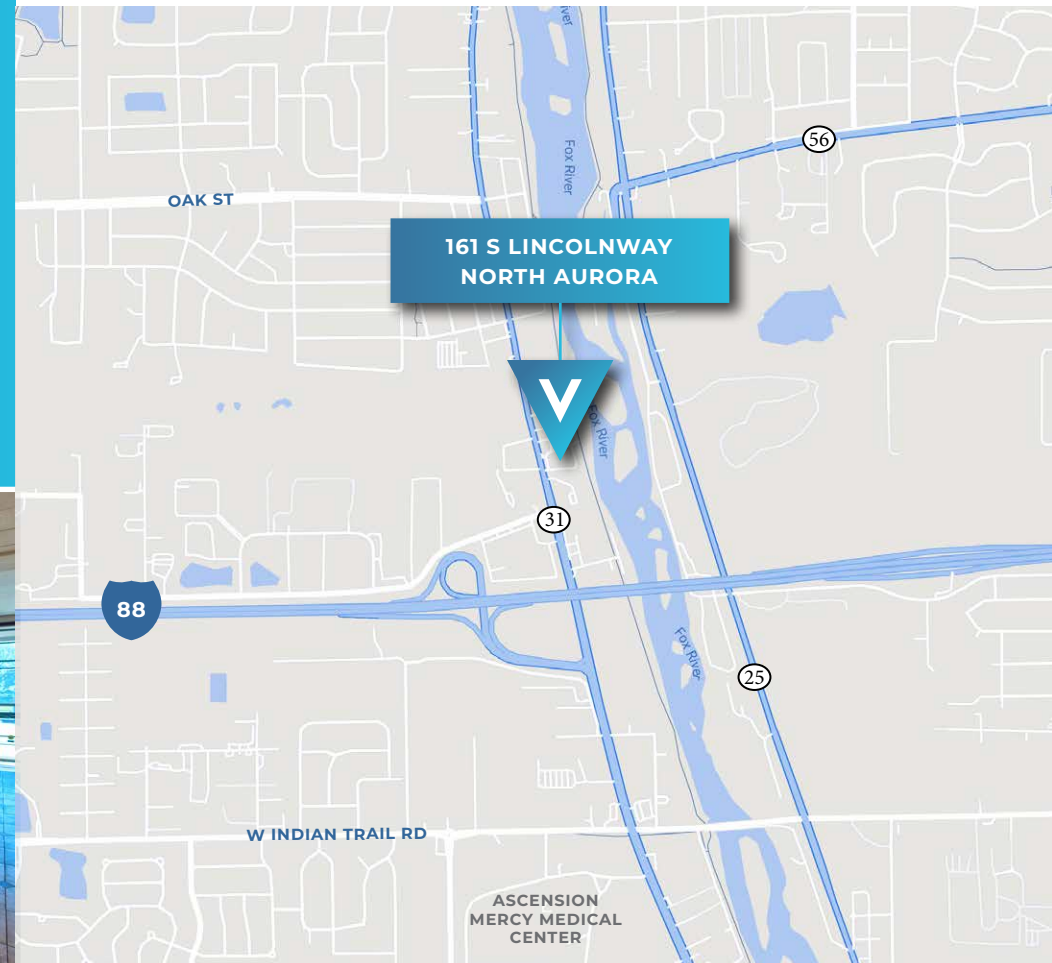 River
Fox River
56
OAK ST
161 S LINCOLNWAY
NORTH AURORA
V
Fox River
31
88
Fox River
25
W INDIAN TRAIL RD
ASCENSION
MERCY MEDICAL
CENTER